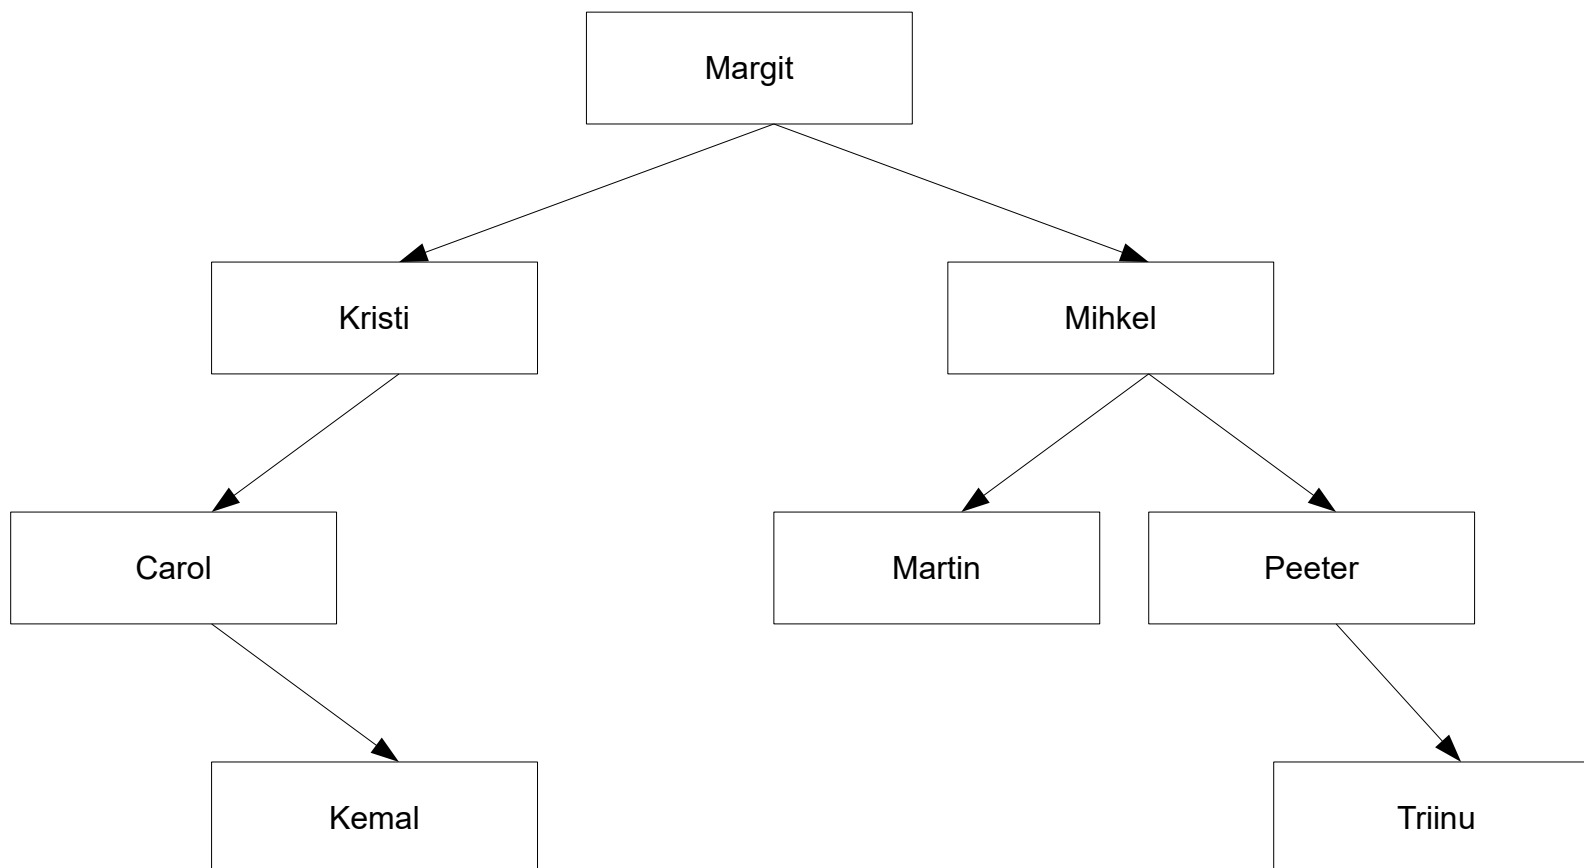 Margit
Kristi
Mihkel
Carol
Martin
Peeter
Kemal
Triinu